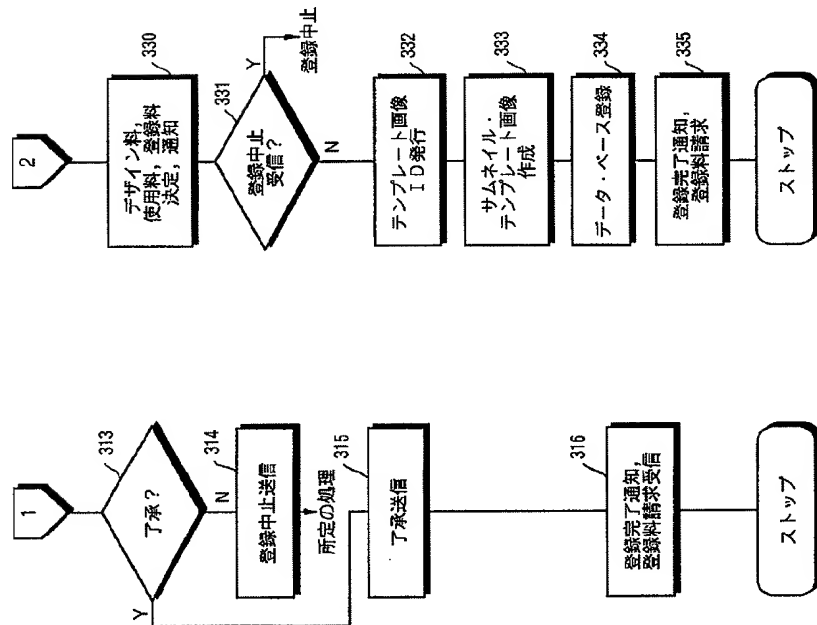 1
313
了承？
Y
N
314
登録中止送信
所定の処理
315
了承送信
316
登録完了通知，
登録料請求受信
ストップ
2
330
デザイン料，
使用料，登録料
決定，通知
331
登録中止
受信？
Y
登録中止
N
332
テンプレート画像
ＩＤ発行
333
サムネイル・
テンプレート画像
作成
334
データ・ベース登録
335
登録完了通知，
登録料請求
ストップ